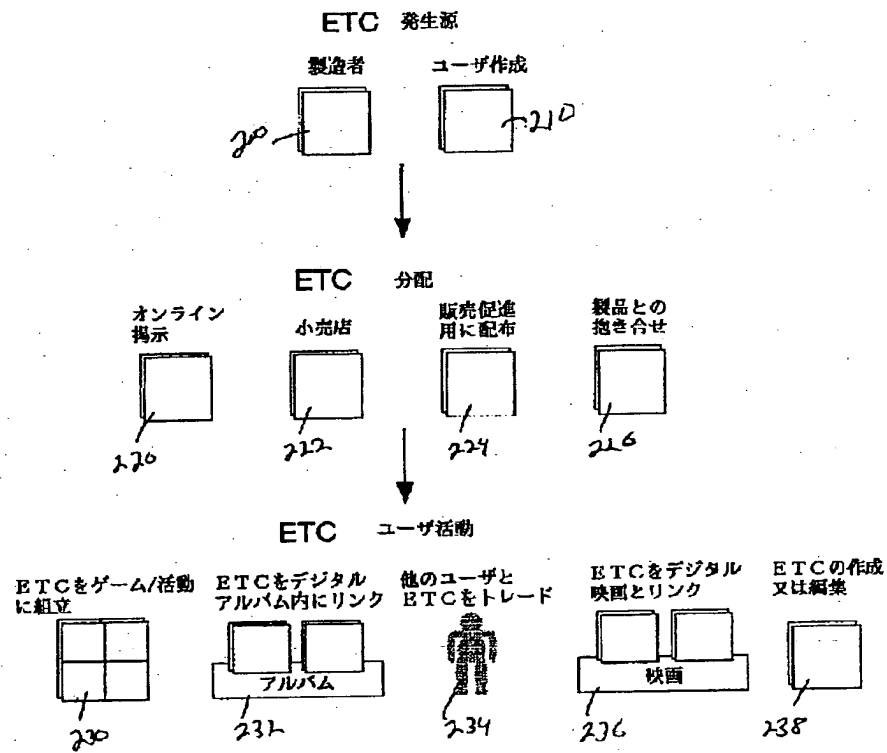 ETC 発生源
製造者
ユーザ作成
200
210
ETC 分配
オンライン
掲示
小売店
販売促進
用に配布
製品との
抱き合せ
220
222
224
226
ETC ユーザ活動
ETCをゲーム/活動
に組立
ETCをデジタル
アルバム内にリンク
他のユーザと
ETCをトレード
ETCをデジタル
映画とリンク
ETCの作成
又は編集
アルバム
映画
230
232
234
236
238